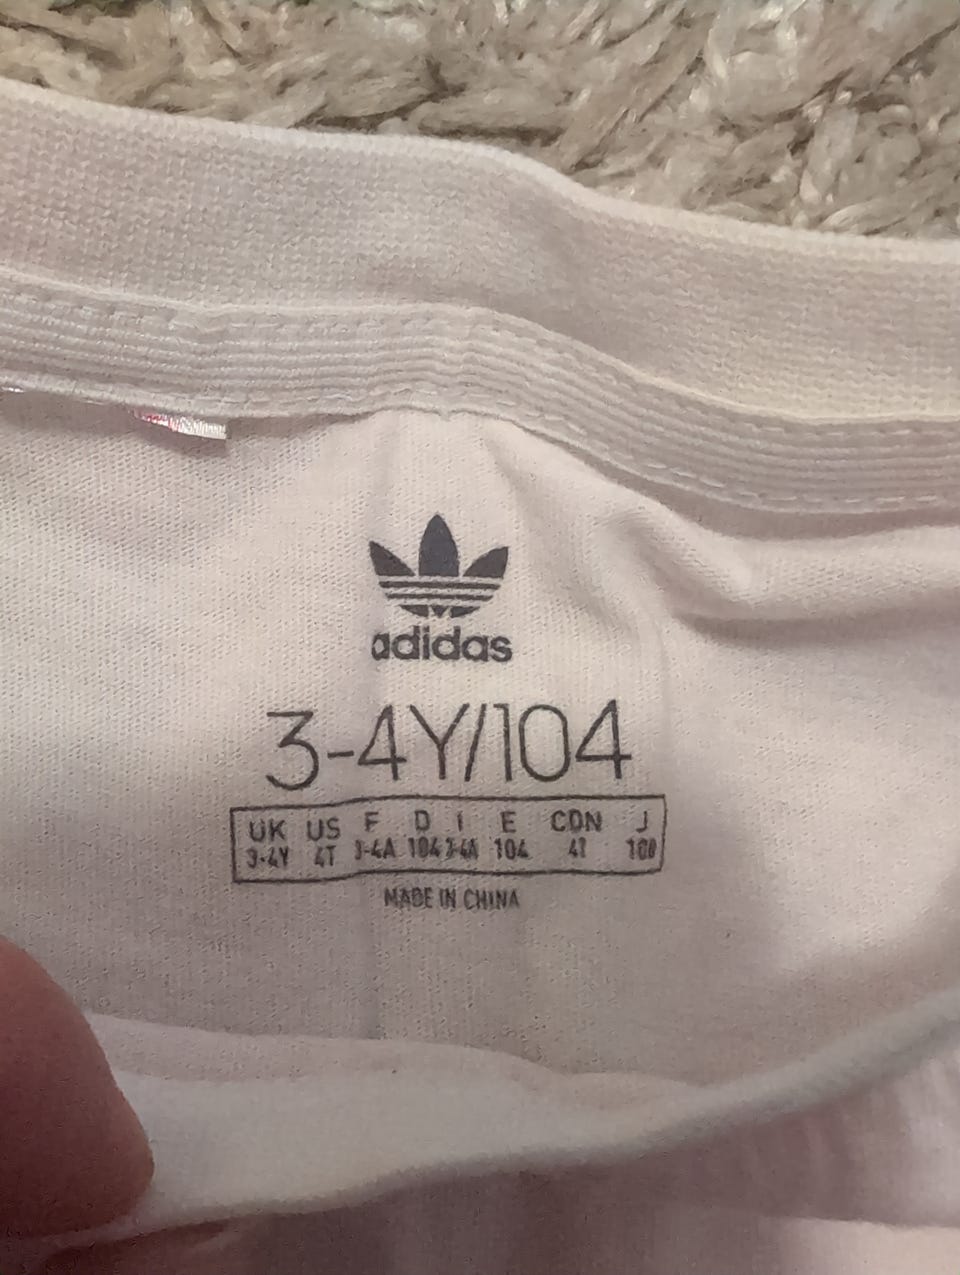 adidas
3-4Y/104
UK US F D I E CDN J
3-4Y 4T 3-4A 104 3-4A 104 4T 100
MADE IN CHINA